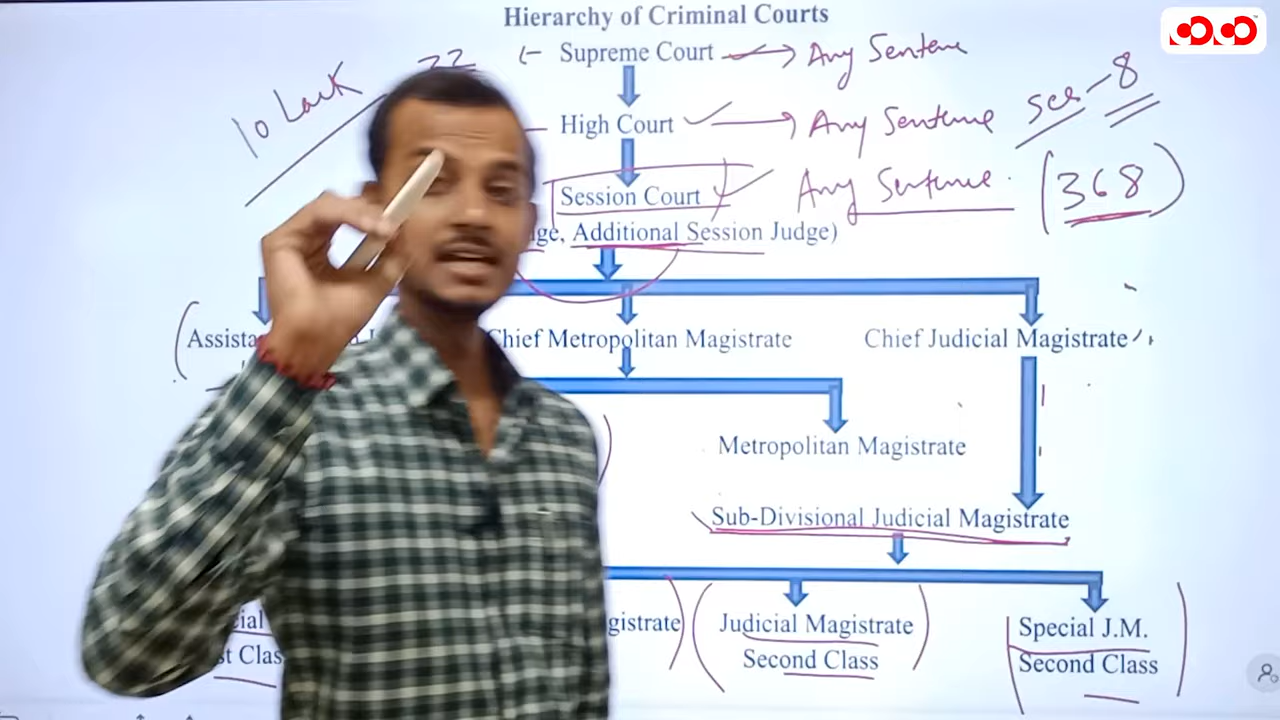 Hierarchy of Criminal Courts
Supreme Court → Any Sentence
10 Lack
22
High Court → Any Sentence
Sec - 8
Session Court Any Sentence. (368)
Additional Session Judge)
Chief Metropolitan Magistrate
Chief Judicial Magistrate
Metropolitan Magistrate
Sub-Divisional Judicial Magistrate
Judicial Magistrate
Second Class
Special J.M.
Second Class